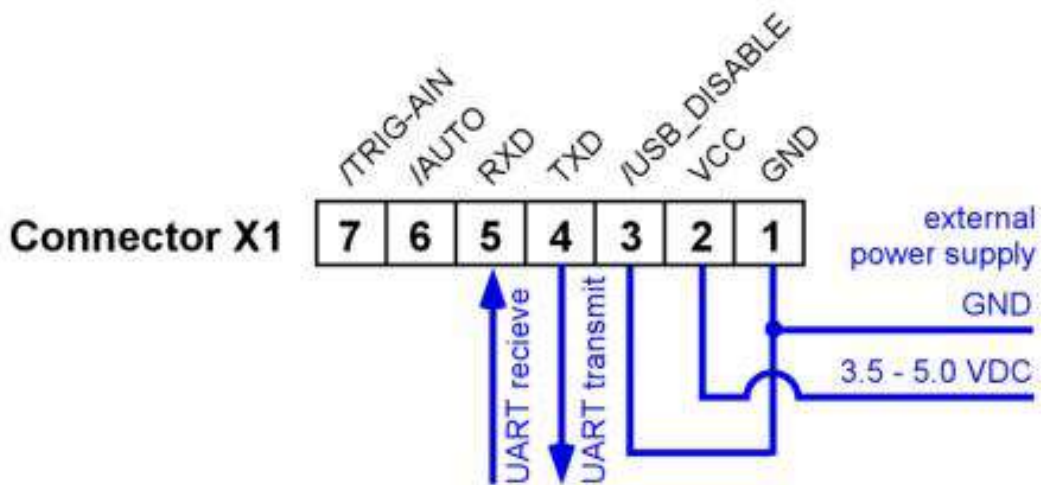 /TRIG-AIN
/AUTO
RXD
TXD
/USB_DISABLE
VCC
GND
Connector X1
7 6 5 4 3 2 1
external
power supply
GND
3.5 - 5.0 VDC
UART recieve
UART transmit